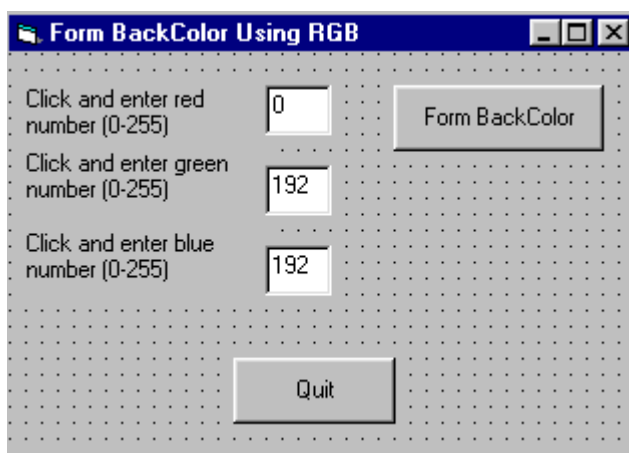 Form BackColor Using RGB
Click and enter red
number (0-255)
0
Form BackColor
Click and enter green
number (0-255)
192
Click and enter blue
number (0-255)
192
Quit